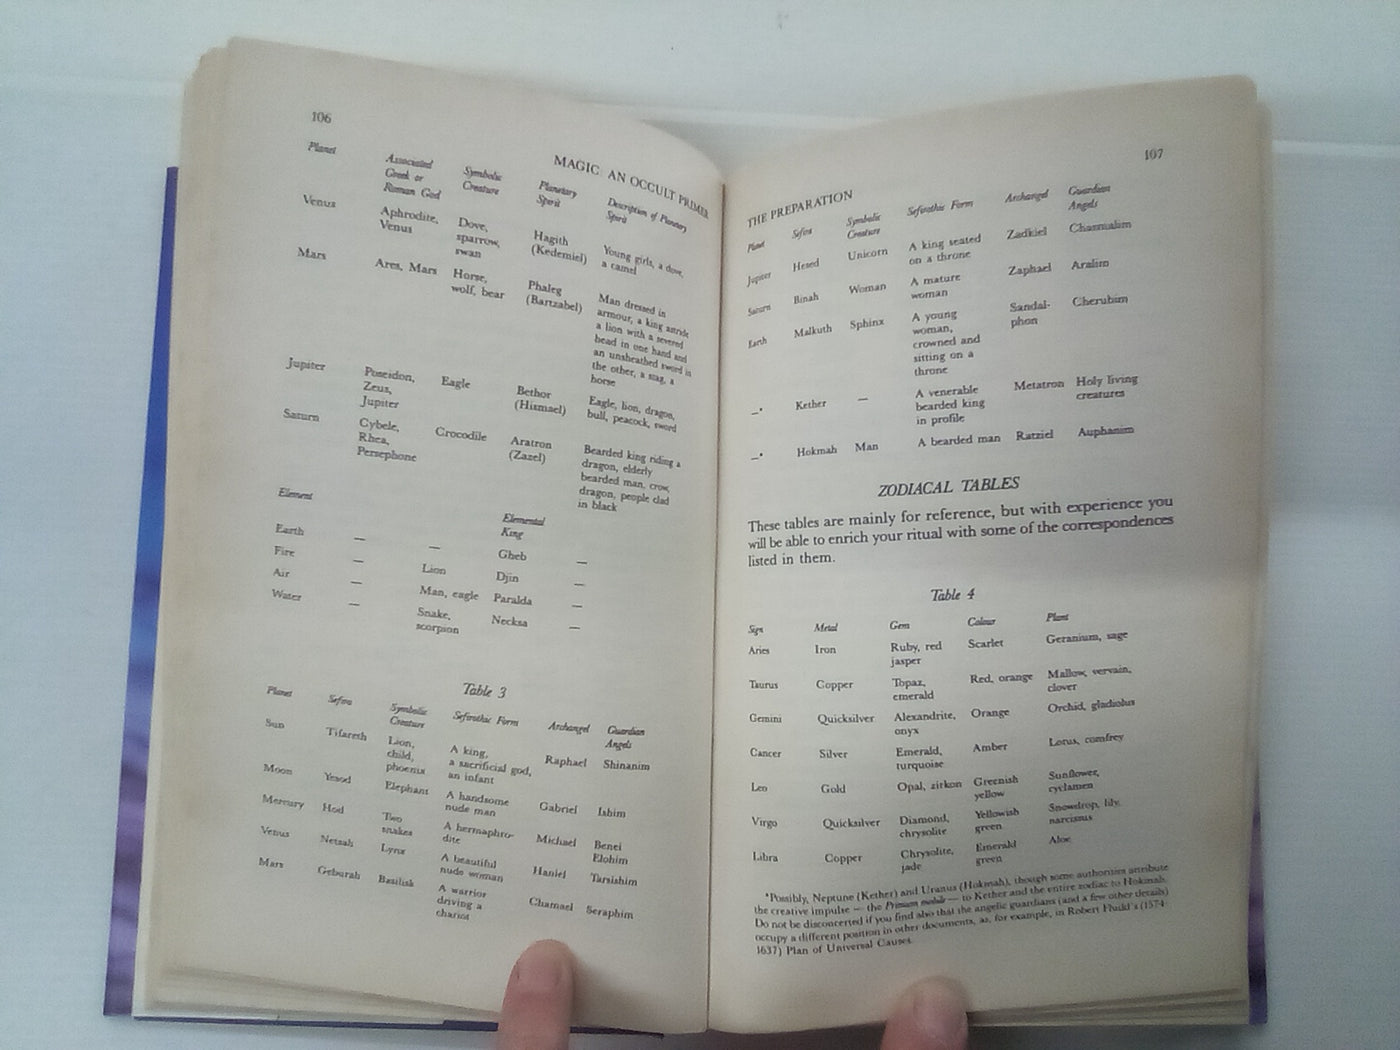 106
MAGIC AN OCCULT PRIMER
Planet Associated Greek or Roman God Symbolic Creature Planetary Spirit Description of Planetary Spirit
Venus Aphrodite, Venus Dove, sparrow, swan Hagith (Kedemiel) Young girls, a dove, a camel
Mars Ares, Mars Horse, wolf, bear Phaleg (Bartzabel) Man dressed in armour, a king astride a lion with a severed head in one hand and an unsheathed sword in the other, a stag, a horse
Jupiter Poseidon, Zeus, Jupiter Eagle Bethor (Hismael) Eagle, lion, dragon, bull, peacock, sword
Saturn Cybele, Rhea, Persephone Crocodile Aratron (Zazel) Bearded king riding a dragon, elderly bearded man, crow, dragon, people clad in black
Element Elemental King
Earth — — Gheb —
Fire — Lion Djin —
Air — Man, eagle Paralda —
Water — Snake, scorpion Necksa —
Table 3
Planet Sefira Symbolic Creature Sefirothic Form Archangel Guardian Angels
Sun Tifareth Lion, child, phoenix A king, a sacrificial god, an infant Raphael Shinanim
Moon Yesod Elephant A handsome nude man Gabriel Ishim
Mercury Hod Two snakes A hermaphro-dite Michael Benei Elohim
Venus Netsah Lynx A beautiful nude woman Haniel Tarsishim
Mars Geburah Basilisk A warrior driving a chariot Chamael Seraphim
THE PREPARATION
107
Planet Sefira Symbolic Creature Sefirothic Form Archangel Guardian Angels
Jupiter Hesed Unicorn A king seated on a throne Zadkiel Chasmalim
Saturn Binah Woman A mature woman Zaphael Aralim
Earth Malkuth Sphinx A young woman, crowned and sitting on a throne Sandal-phon Cherubim
—* Kether — A venerable bearded king in profile Metatron Holy living creatures
—* Hokmah Man A bearded man Ratziel Auphanim
ZODIACAL TABLES
These tables are mainly for reference, but with experience you
will be able to enrich your ritual with some of the correspondences
listed in them.
Table 4
Sign Metal Gem Colour Plant
Aries Iron Ruby, red jasper Scarlet Geranium, sage
Taurus Copper Topaz, emerald Red, orange Mallow, vervain, clover
Gemini Quicksilver Alexandrite, onyx Orange Orchid, gladiolus
Cancer Silver Emerald, turquoise Amber Lotus, comfrey
Leo Gold Opal, zirkon Greenish yellow Sunflower, cyclamen
Virgo Quicksilver Diamond, chrysolite Yellowish green Snowdrop, lily, narcissus
Libra Copper Chrysolite, jade Emerald green Aloe
*Possibly, Neptune (Kether) and Uranus (Hokmah), though some authorities attribute
the creative impulse — the Primum mobile — to Kether and the entire zodiac to Hokmah.
Do not be disconcerted if you find also that the angelic guardians (and a few other details)
occupy a different position in other documents, as, for example, in Robert Fludd's (1574-
1637) Plan of Universal Causes.